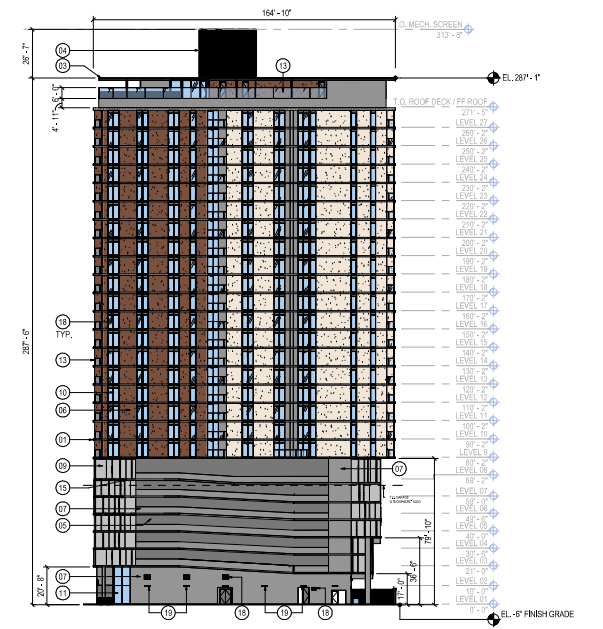 164' - 10"
T.O. MECH. SCREEN
313' - 8"
26' - 7"
04
03
13
EL. 287' - 1"
6' - 0"
4' - 11"
T.O. ROOF DECK / FF ROOF
271' - 5"
LEVEL 27
260' - 2"
LEVEL 26
250' - 2"
LEVEL 25
240' - 2"
LEVEL 24
230' - 2"
LEVEL 23
220' - 2"
LEVEL 22
210' - 2"
LEVEL 21
200' - 2"
LEVEL 20
190' - 2"
LEVEL 19
180' - 2"
LEVEL 18
170' - 2"
LEVEL 17
160' - 2"
LEVEL 16
150' - 2"
LEVEL 15
140' - 2"
LEVEL 14
130' - 2"
LEVEL 13
120' - 2"
LEVEL 12
110' - 2"
LEVEL 11
100' - 2"
LEVEL 10
90' - 2"
LEVEL 9
80' - 2"
LEVEL 08
68' - 2"
LEVEL 07
59' - 0"
LEVEL 06
49' - 6"
LEVEL 05
40' - 0"
LEVEL 04
30' - 6"
LEVEL 03
21' - 0"
LEVEL 02
10' - 0"
LEVEL 01
0' - 0"
287' - 6"
18
TYP.
13
10
06
01
09
07
15
07
05
07
11
20' - 8"
79' - 10"
36' - 6"
17' - 0"
19
18
19
18
EL. -6" FINISH GRADE